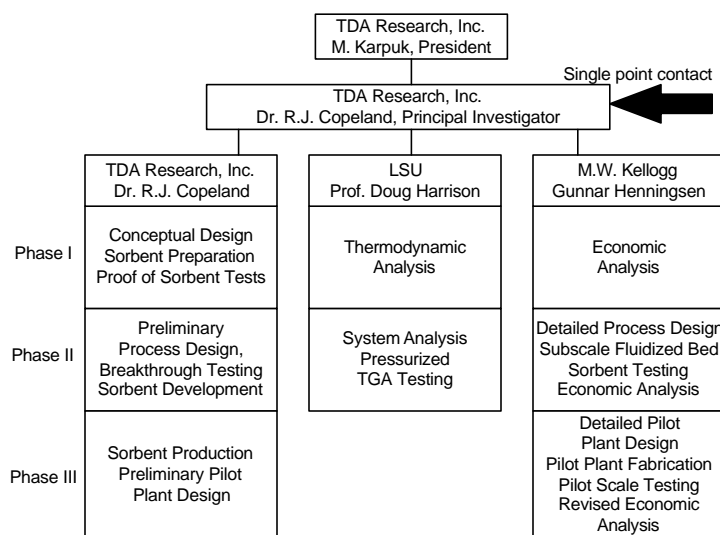 TDA Research, Inc.
M. Karpuk, President
Single point contact
TDA Research, Inc.
Dr. R.J. Copeland, Principal Investigator
TDA Research, Inc.
Dr. R.J. Copeland
LSU
Prof. Doug Harrison
M.W. Kellogg
Gunnar Henningsen
Phase I
Conceptual Design
Sorbent Preparation
Proof of Sorbent Tests
Thermodynamic
Analysis
Economic
Analysis
Phase II
Preliminary
Process Design,
Breakthrough Testing
Sorbent Development
System Analysis
Pressurized
TGA Testing
Detailed Process Design
Subscale Fluidized Bed
Sorbent Testing
Economic Analysis
Phase III
Sorbent Production
Preliminary Pilot
Plant Design
Detailed Pilot
Plant Design
Pilot Plant Fabrication
Pilot Scale Testing
Revised Economic
Analysis